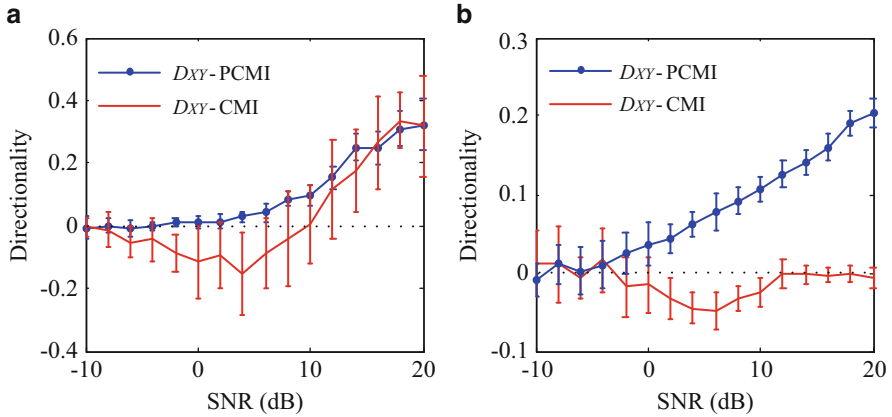 a
0.6
0.4
0.2
0
-0.2
-0.4
-10
0
10
20
Directionality
SNR (dB)
DXY-PCMI
DXY-CMI
b
0.3
0.2
0.1
0
-0.1
-10
0
10
20
Directionality
SNR (dB)
DXY-PCMI
DXY-CMI